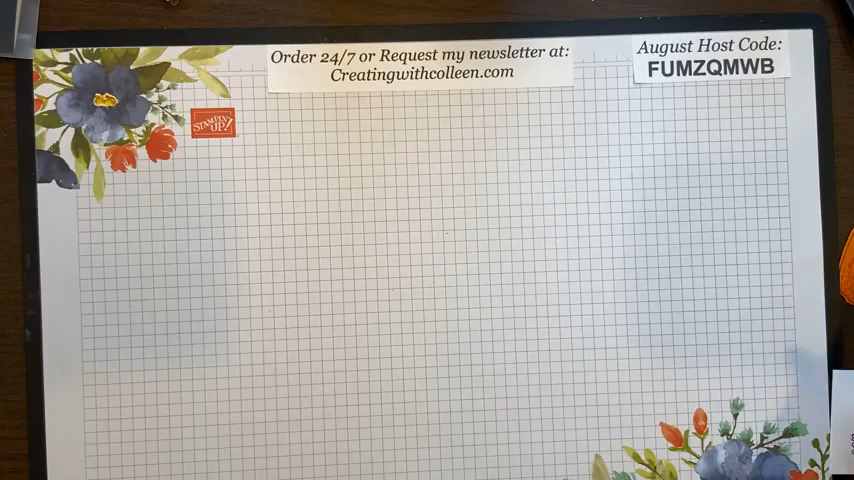 Order 24/7 or Request my newsletter at:
Creatingwithcolleen.com
August Host Code:
FUMZQMWB
STAMPIN' UP!